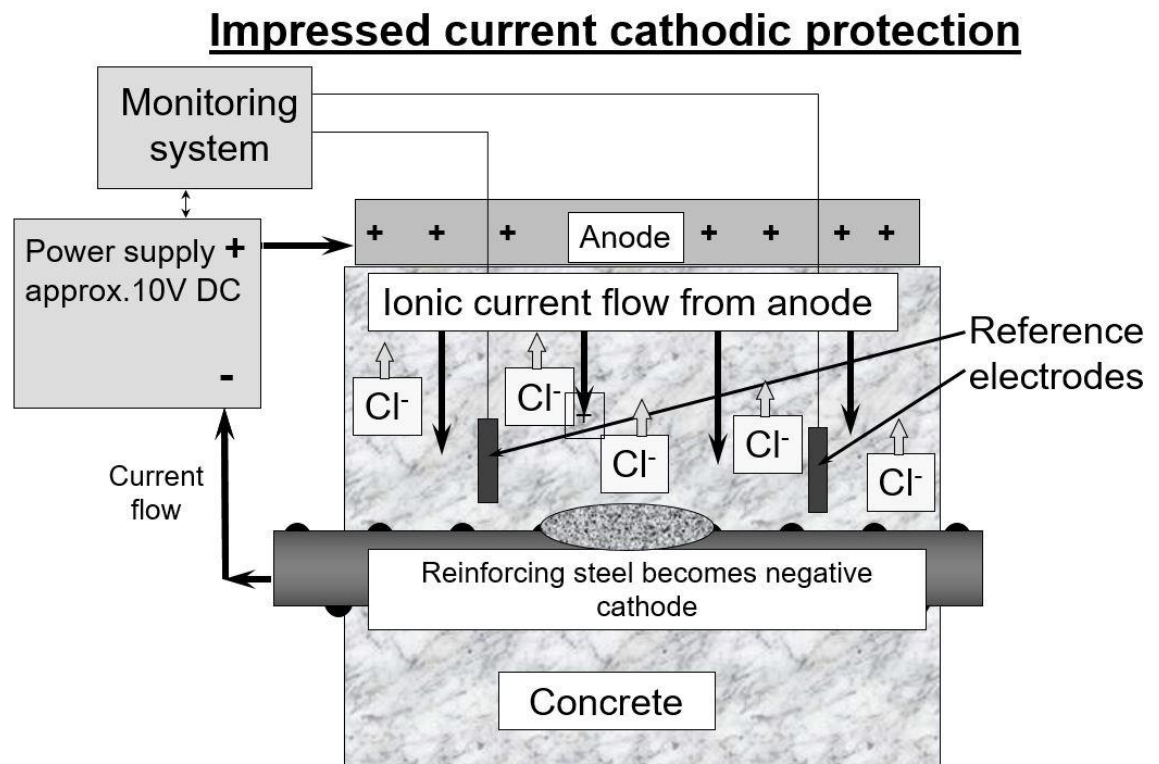 Impressed current cathodic protection
Monitoring
system
Power supply +
approx.10V DC
-
+ + + Anode + + + +
Ionic current flow from anode
Reference
electrodes
Cl-
Cl-
+
Cl-
Cl-
Cl-
Current
flow
Reinforcing steel becomes negative
cathode
Concrete